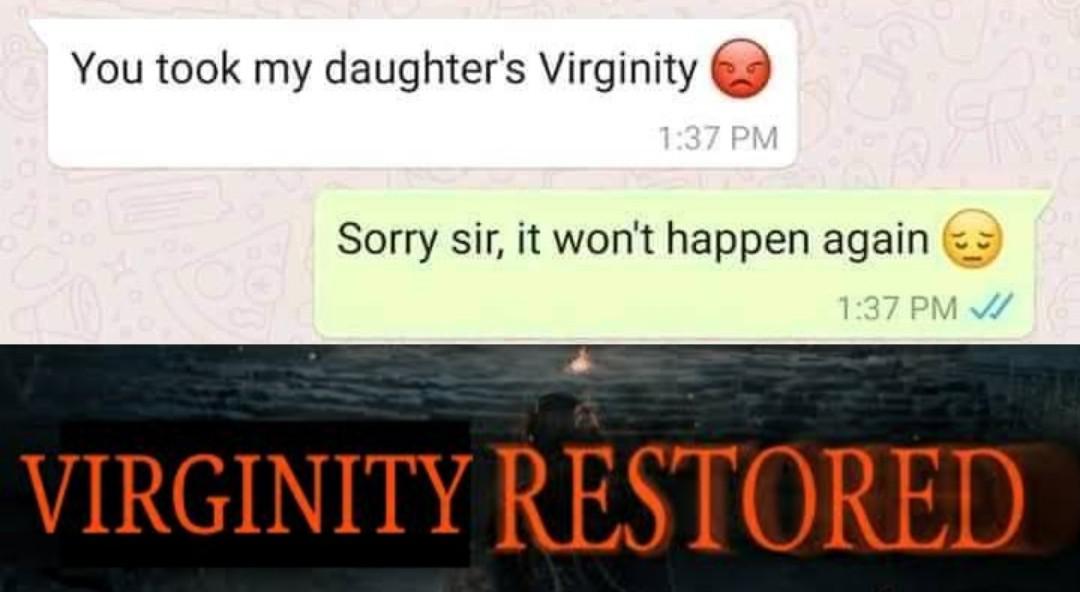 You took my daughter's Virginity 😡
1:37 PM
Sorry sir, it won't happen again 😔
1:37 PM
VIRGINITY RESTORED